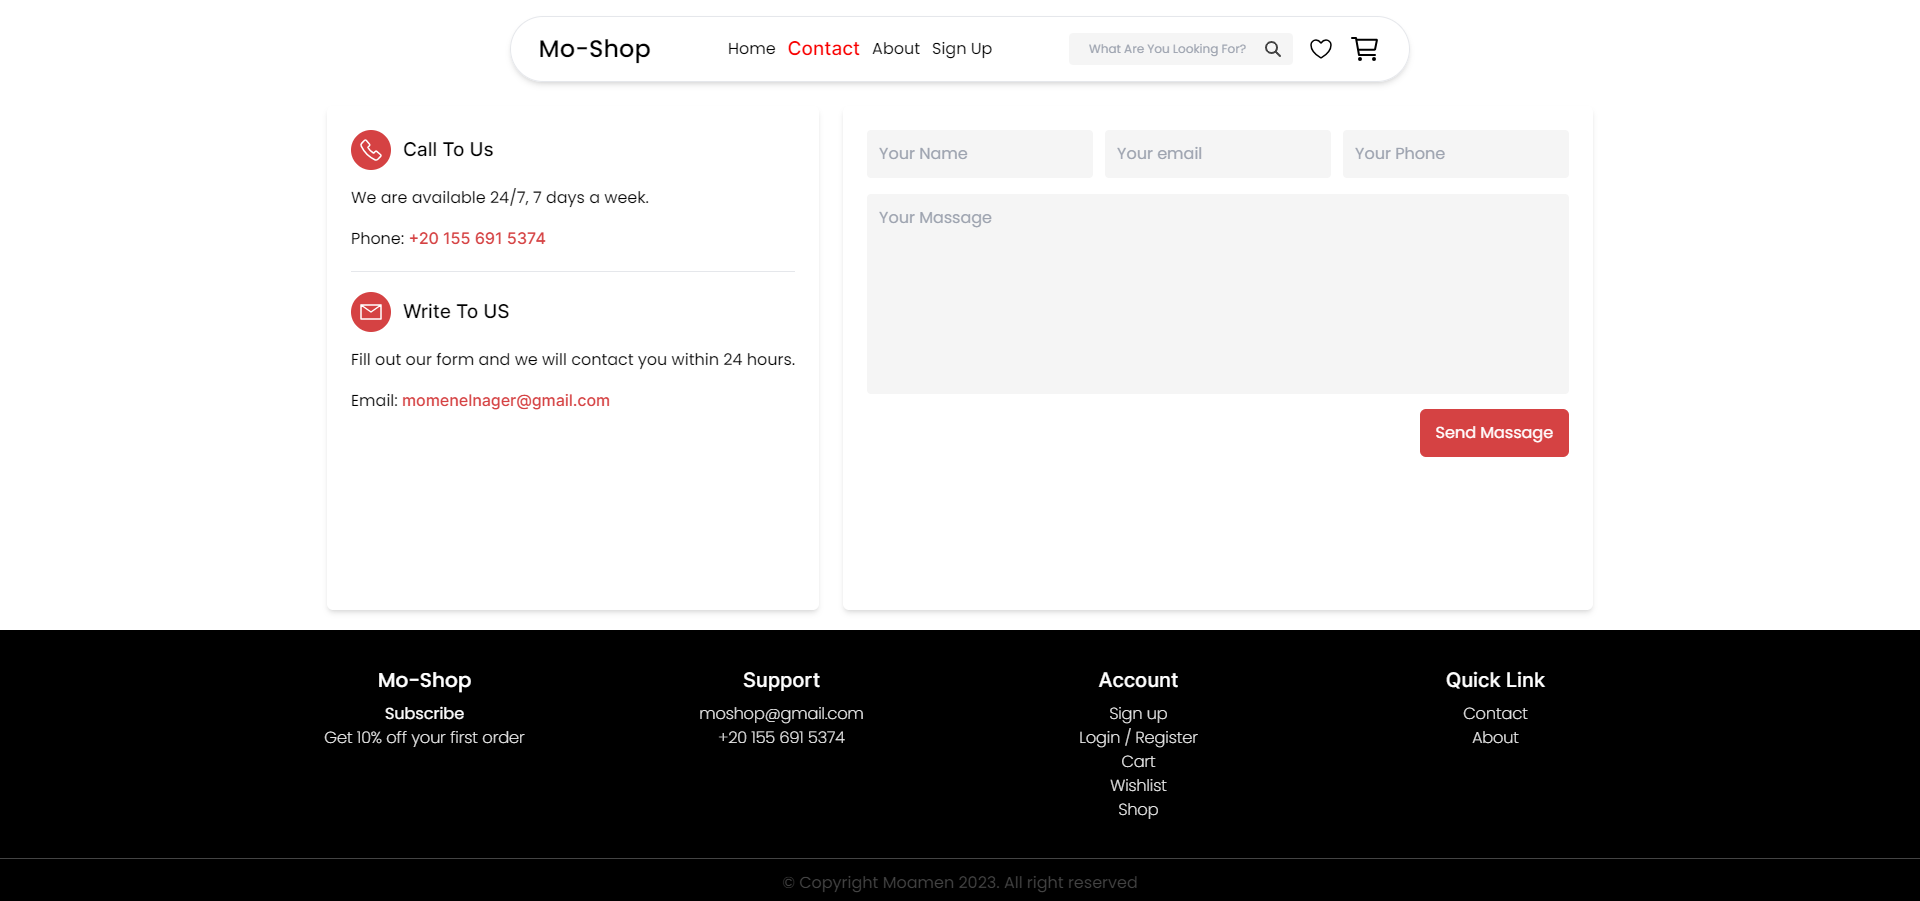 Mo-Shop
Home Contact About Sign Up
What Are You Looking For?
Call To Us
We are available 24/7, 7 days a week.
Phone: +20 155 691 5374
Write To US
Fill out our form and we will contact you within 24 hours.
Email: momenelnager@gmail.com
Your Name
Your email
Your Phone
Your Massage
Send Massage
Mo-Shop
Subscribe
Get 10% off your first order
Support
moshop@gmail.com
+20 155 691 5374
Account
Sign up
Login / Register
Cart
Wishlist
Shop
Quick Link
Contact
About
© Copyright Moamen 2023. All right reserved